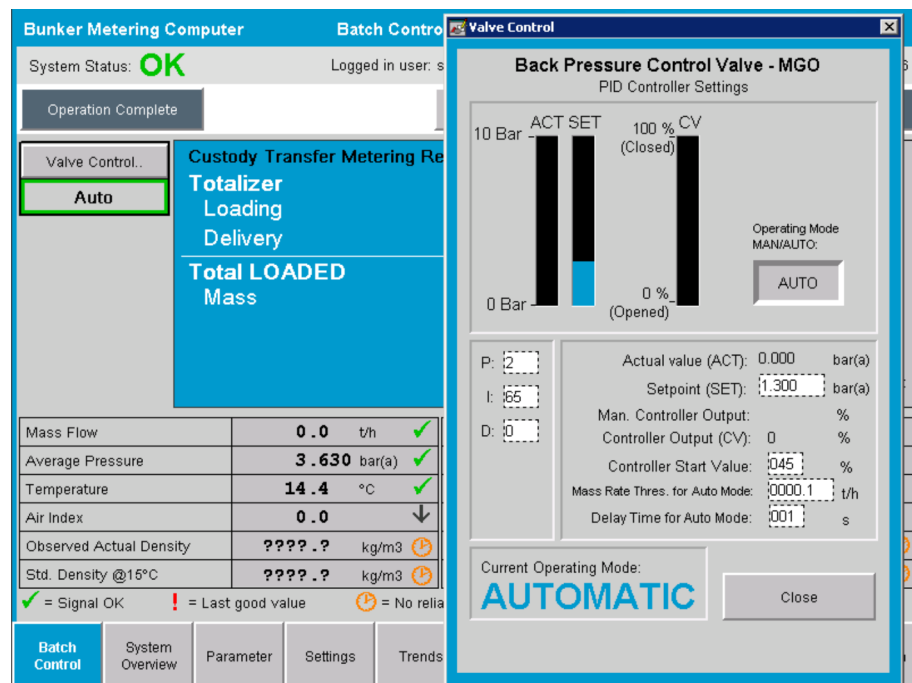 Bunker Metering Computer Batch Contro
System Status: OK Logged in user: s
Operation Complete
Valve Control..
Auto
Custody Transfer Metering Re
Totalizer
Loading
Delivery
Total LOADED
Mass
Mass Flow 0.0 t/h
Average Pressure 3.630 bar(a)
Temperature 14.4 °C
Air Index 0.0
Observed Actual Density ????.? kg/m3
Std. Density @15°C ????.? kg/m3
✓ = Signal OK ! = Last good value = No relia
Batch Control
System Overview
Parameter
Settings
Trends
Valve Control
Back Pressure Control Valve - MGO
PID Controller Settings
ACT SET CV
10 Bar 100 %
(Closed)
Operating Mode
MAN/AUTO:
AUTO
0 Bar 0 %
(Opened)
P: 2
I: 65
D: 0
Actual value (ACT): 0.000 bar(a)
Setpoint (SET): 1.300 bar(a)
Man. Controller Output: %
Controller Output (CV): 0 %
Controller Start Value: 045 %
Mass Rate Thres. for Auto Mode: 0000.1 t/h
Delay Time for Auto Mode: 001 s
Current Operating Mode:
AUTOMATIC
Close